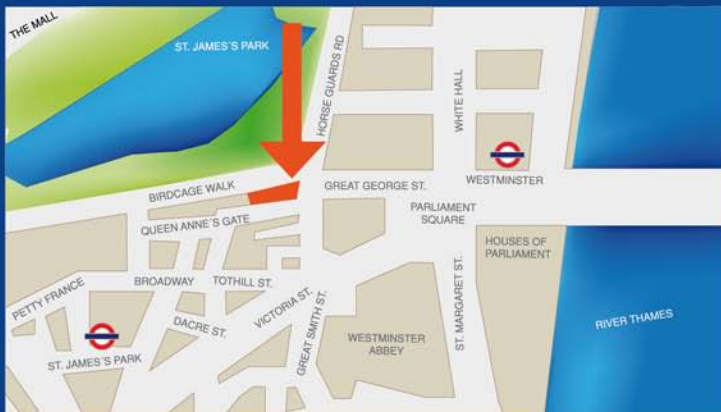 THE MALL
ST. JAMES'S PARK
HORSE GUARDS RD
WHITE HALL
BIRDCAGE WALK
GREAT GEORGE ST.
WESTMINSTER
QUEEN ANNE'S GATE
PARLIAMENT
SQUARE
HOUSES OF
PARLIAMENT
PETTY FRANCE
BROADWAY
TOTHILL ST.
DACRE ST.
VICTORIA ST.
GREAT SMITH ST.
ST. MARGARET ST.
WESTMINSTER
ABBEY
RIVER THAMES
ST. JAMES'S PARK